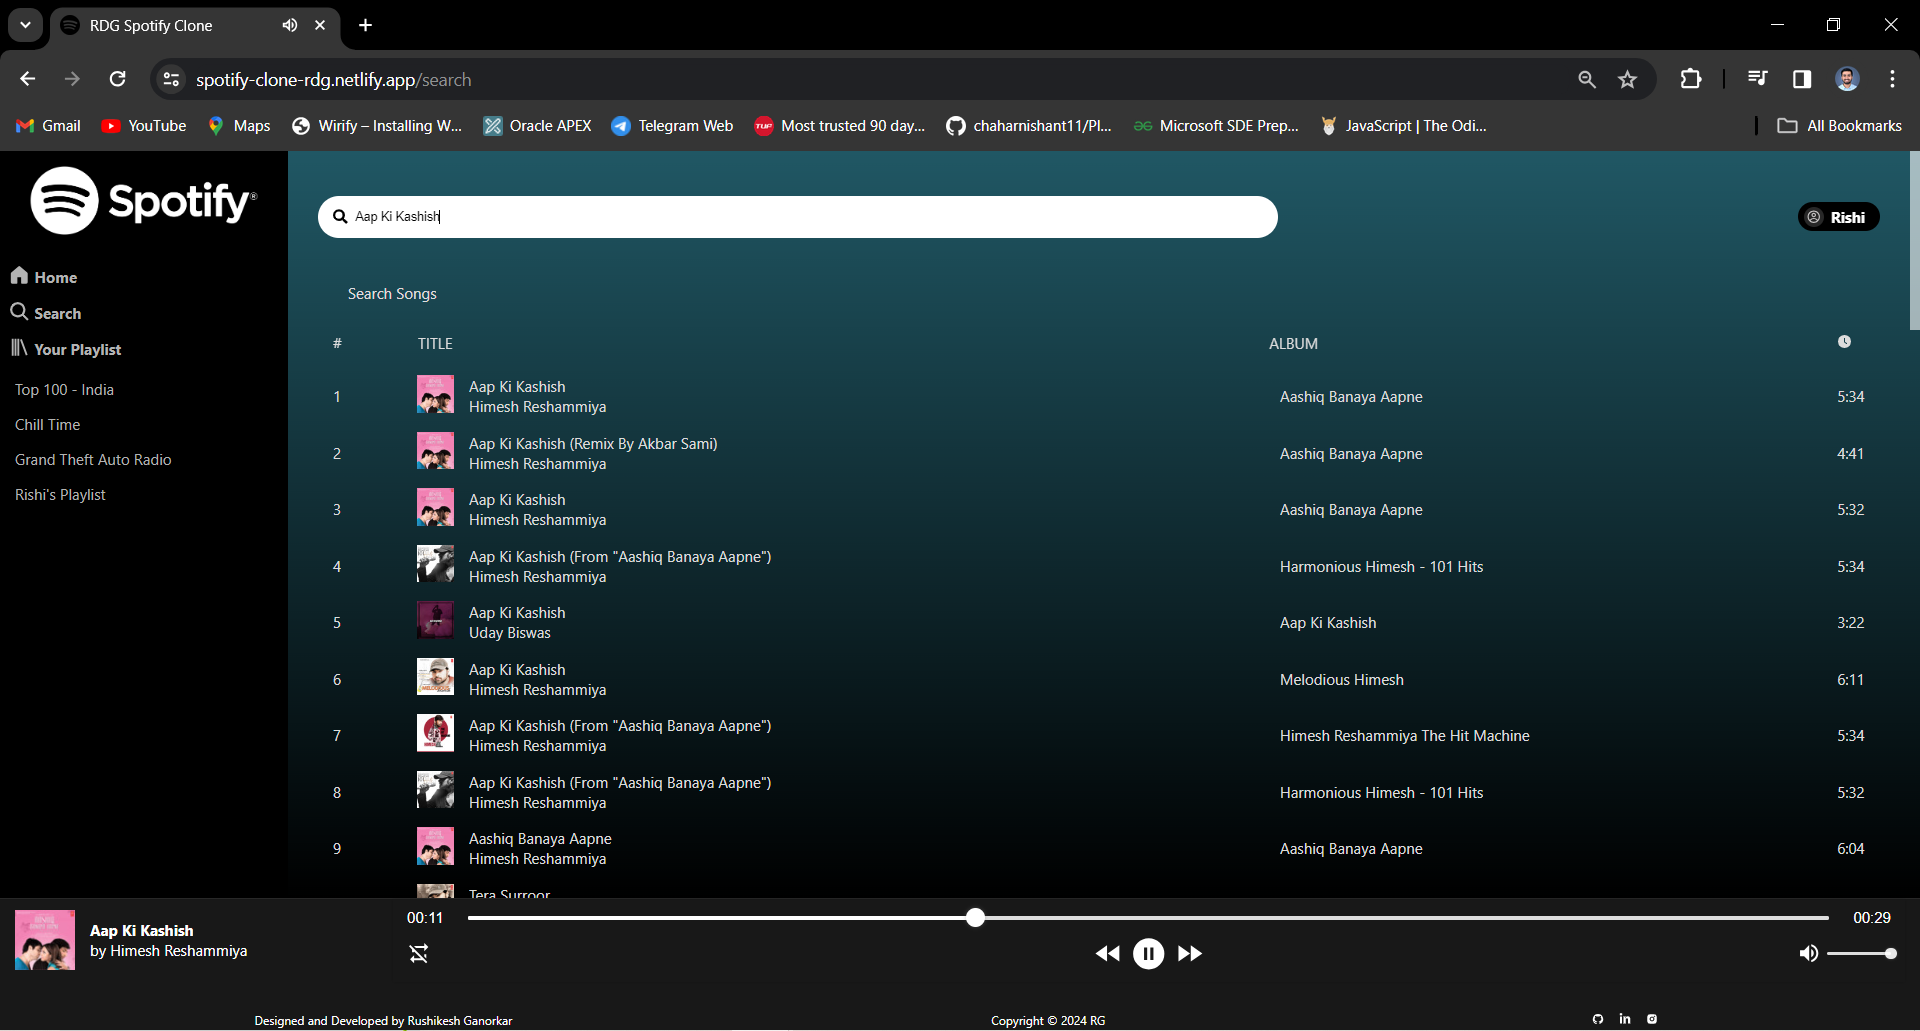 RDG Spotify Clone
spotify-clone-rdg.netlify.app/search
Gmail
YouTube
Maps
Wirify – Installing W...
Oracle APEX
Telegram Web
Most trusted 90 day...
chaharnishant11/Pl...
Microsoft SDE Prep...
JavaScript | The Odi...
All Bookmarks
Spotify®
Home
Search
Your Playlist
Top 100 - India
Chill Time
Grand Theft Auto Radio
Rishi's Playlist
Aap Ki Kashish
Rishi
Search Songs
# TITLE ALBUM
1 Aap Ki Kashish Aashiq Banaya Aapne 5:34
Himesh Reshammiya
2 Aap Ki Kashish (Remix By Akbar Sami) Aashiq Banaya Aapne 4:41
Himesh Reshammiya
3 Aap Ki Kashish Aashiq Banaya Aapne 5:32
Himesh Reshammiya
4 Aap Ki Kashish (From "Aashiq Banaya Aapne") Harmonious Himesh - 101 Hits 5:34
Himesh Reshammiya
5 Aap Ki Kashish Aap Ki Kashish 3:22
Uday Biswas
6 Aap Ki Kashish Melodious Himesh 6:11
Himesh Reshammiya
7 Aap Ki Kashish (From "Aashiq Banaya Aapne") Himesh Reshammiya The Hit Machine 5:34
Himesh Reshammiya
8 Aap Ki Kashish (From "Aashiq Banaya Aapne") Harmonious Himesh - 101 Hits 5:32
Himesh Reshammiya
9 Aashiq Banaya Aapne Aashiq Banaya Aapne 6:04
Himesh Reshammiya
Tera Surroor
Aap Ki Kashish
by Himesh Reshammiya
00:11
00:29
Designed and Developed by Rushikesh Ganorkar
Copyright © 2024 RG